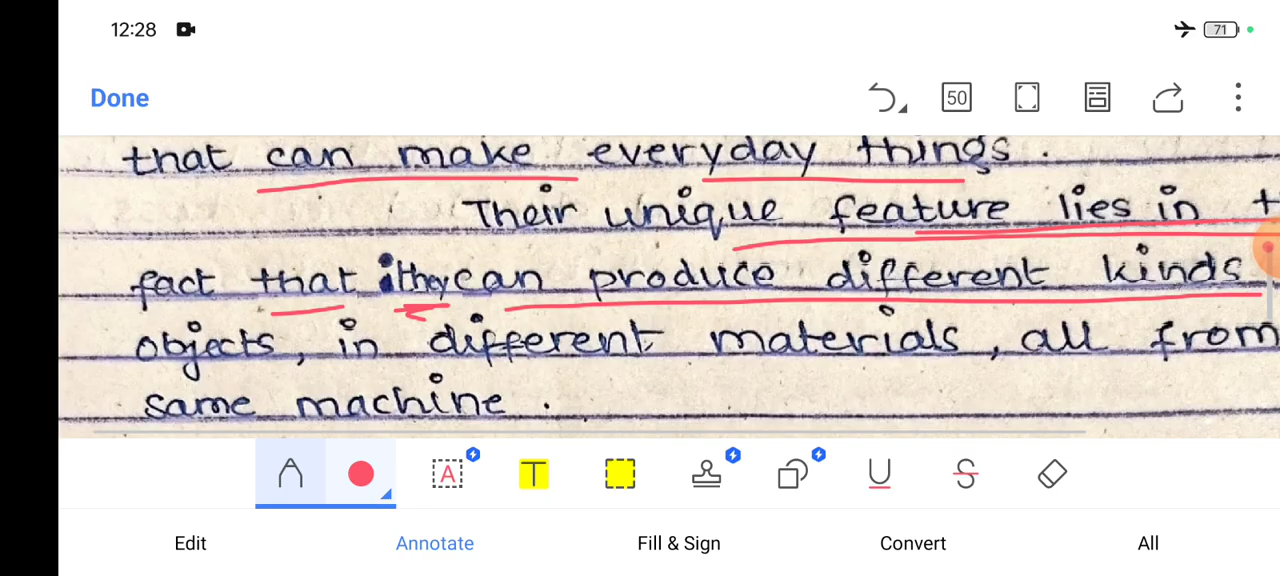 12:28
71
Done
50
that can make everyday things.
Their unique feature lies in t
fact that they can produce different kinds
objects, in different materials, all from
same machine.
A T U S
Edit Annotate Fill & Sign Convert All